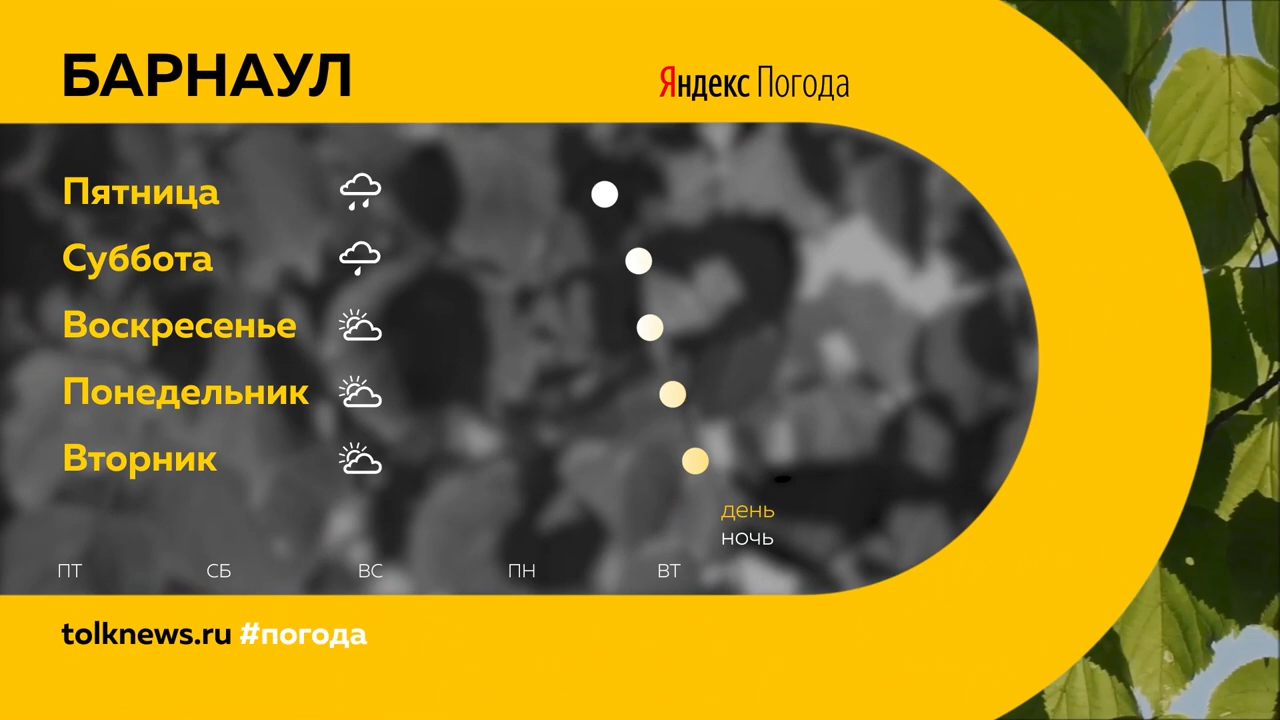 БАРНАУЛ
Яндекс Погода
Пятница
Суббота
Воскресенье
Понедельник
Вторник
день
ночь
ПТ СБ ВС ПН ВТ
tolknews.ru #погода